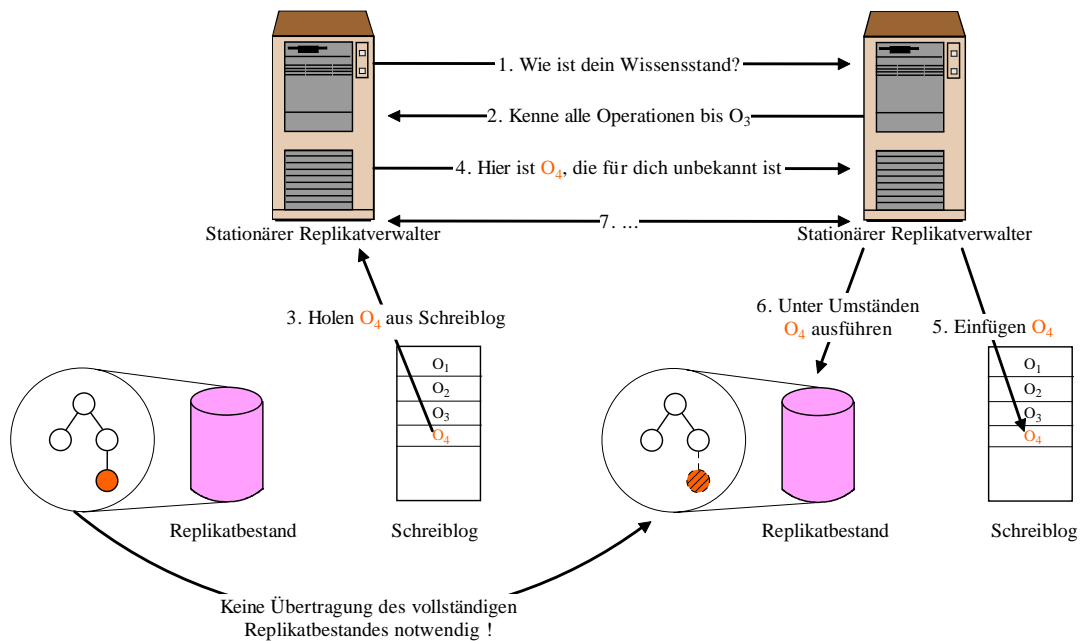 1. Wie ist dein Wissensstand?
2. Kenne alle Operationen bis O3
4. Hier ist O4, die für dich unbekannt ist
7. ...
Stationärer Replikatverwalter
Stationärer Replikatverwalter
3. Holen O4 aus Schreiblog
6. Unter Umständen
O4 ausführen
5. Einfügen O4
O1
O2
O3
O4
O1
O2
O3
O4
Replikatbestand
Schreiblog
Replikatbestand
Schreiblog
Keine Übertragung des vollständigen
Replikatbestandes notwendig !